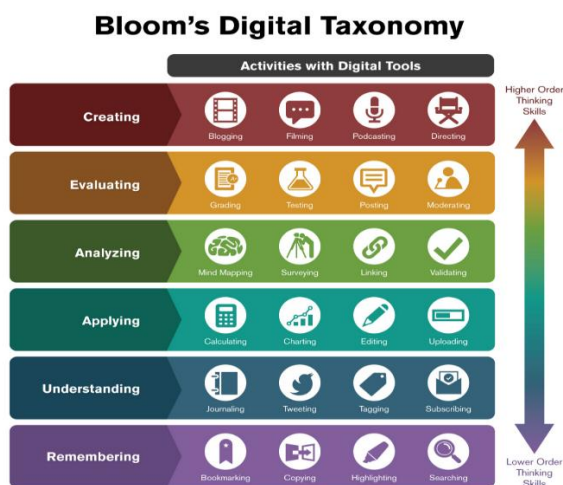 Bloom's Digital Taxonomy
Activities with Digital Tools
Higher Order
Thinking
Skills
Creating
Blogging Filming Podcasting Directing
Evaluating
Grading Testing Posting Moderating
Analyzing
Mind Mapping Surveying Linking Validating
Applying
Calculating Charting Editing Uploading
Understanding
Journaling Tweeting Tagging Subscribing
Remembering
Bookmarking Copying Highlighting Searching
Lower Order
Thinking
Skills